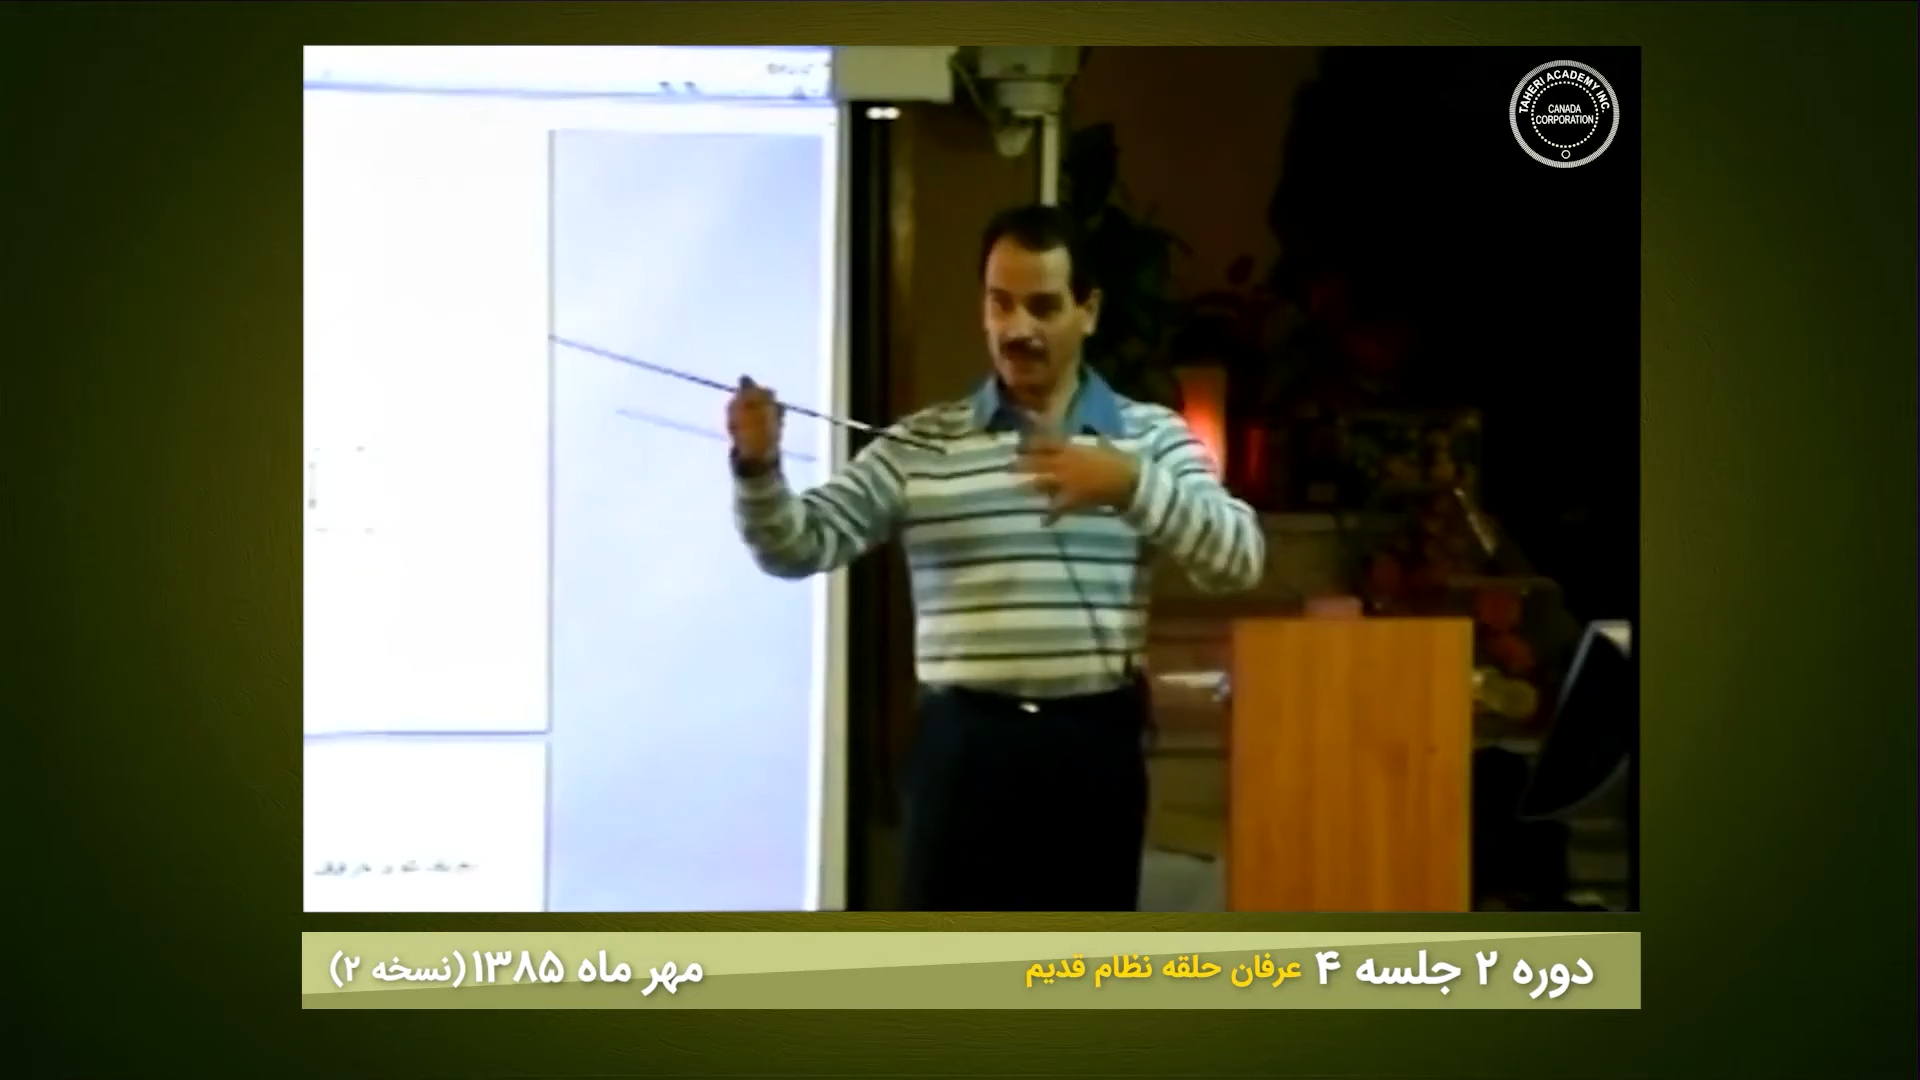 TAHERI ACADEMY INC.
CANADA
CORPORATION
دوره ۲ جلسه ۴ عرفان حلقه نظام قدیم
مهر ماه ۱۳۸۵ (نسخه ۲)